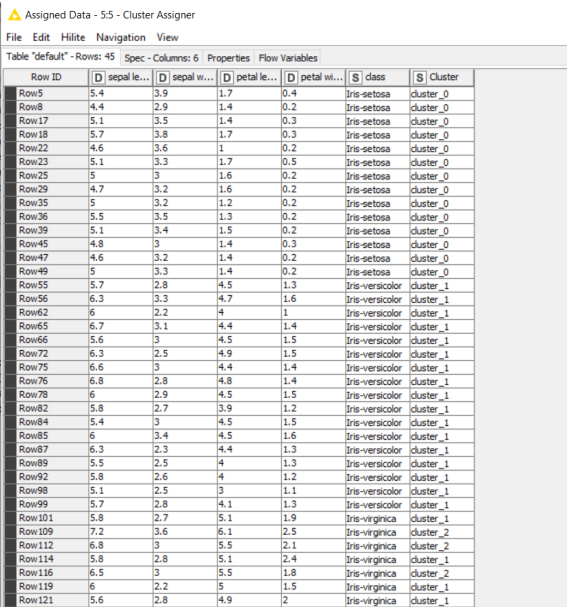 Assigned Data - 5:5 - Cluster Assigner
File Edit Hilite Navigation View
Table "default" - Rows: 45 Spec - Columns: 6 Properties Flow Variables
Row ID D sepal le... D sepal w... D petal le... D petal wi... S class S Cluster
Row5 5.4 3.9 1.7 0.4 Iris-setosa cluster_0
Row8 4.4 2.9 1.4 0.2 Iris-setosa cluster_0
Row17 5.1 3.5 1.4 0.3 Iris-setosa cluster_0
Row18 5.7 3.8 1.7 0.3 Iris-setosa cluster_0
Row22 4.6 3.6 1 0.2 Iris-setosa cluster_0
Row23 5.1 3.3 1.7 0.5 Iris-setosa cluster_0
Row25 5 3 1.6 0.2 Iris-setosa cluster_0
Row29 4.7 3.2 1.6 0.2 Iris-setosa cluster_0
Row35 5 3.2 1.2 0.2 Iris-setosa cluster_0
Row36 5.5 3.5 1.3 0.2 Iris-setosa cluster_0
Row39 5.1 3.4 1.5 0.2 Iris-setosa cluster_0
Row45 4.8 3 1.4 0.3 Iris-setosa cluster_0
Row47 4.6 3.2 1.4 0.2 Iris-setosa cluster_0
Row49 5 3.3 1.4 0.2 Iris-setosa cluster_0
Row55 5.7 2.8 4.5 1.3 Iris-versicolor cluster_1
Row56 6.3 3.3 4.7 1.6 Iris-versicolor cluster_1
Row62 6 2.2 4 1 Iris-versicolor cluster_1
Row65 6.7 3.1 4.4 1.4 Iris-versicolor cluster_1
Row66 5.6 3 4.5 1.5 Iris-versicolor cluster_1
Row72 6.3 2.5 4.9 1.5 Iris-versicolor cluster_1
Row75 6.6 3 4.4 1.4 Iris-versicolor cluster_1
Row76 6.8 2.8 4.8 1.4 Iris-versicolor cluster_1
Row78 6 2.9 4.5 1.5 Iris-versicolor cluster_1
Row82 5.8 2.7 3.9 1.2 Iris-versicolor cluster_1
Row84 5.4 3 4.5 1.5 Iris-versicolor cluster_1
Row85 6 3.4 4.5 1.6 Iris-versicolor cluster_1
Row87 6.3 2.3 4.4 1.3 Iris-versicolor cluster_1
Row89 5.5 2.5 4 1.3 Iris-versicolor cluster_1
Row92 5.8 2.6 4 1.2 Iris-versicolor cluster_1
Row98 5.1 2.5 3 1.1 Iris-versicolor cluster_1
Row99 5.7 2.8 4.1 1.3 Iris-versicolor cluster_1
Row101 5.8 2.7 5.1 1.9 Iris-virginica cluster_1
Row109 7.2 3.6 6.1 2.5 Iris-virginica cluster_2
Row112 6.8 3 5.5 2.1 Iris-virginica cluster_2
Row114 5.8 2.8 5.1 2.4 Iris-virginica cluster_1
Row116 6.5 3 5.5 1.8 Iris-virginica cluster_2
Row119 6 2.2 5 1.5 Iris-virginica cluster_1
Row121 5.6 2.8 4.9 2 Iris-virginica cluster_1